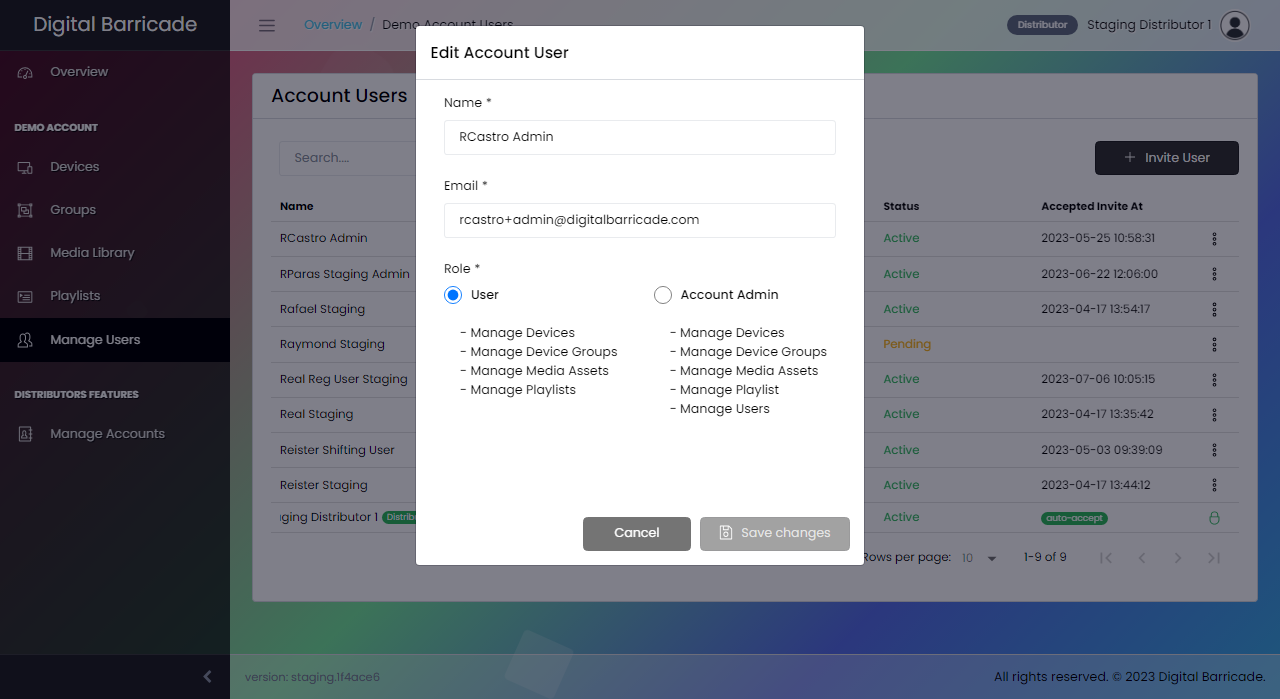 Digital Barricade
Overview / Demo Account Users
Distributor Staging Distributor 1
Overview
DEMO ACCOUNT
Devices
Groups
Media Library
Playlists
Manage Users
DISTRIBUTORS FEATURES
Manage Accounts
Account Users
Search....
+ Invite User
Name Status Accepted Invite At
RCastro Admin Active 2023-05-25 10:58:31
RParas Staging Admin Active 2023-06-22 12:06:00
Rafael Staging Active 2023-04-17 13:54:17
Raymond Staging Pending
Real Reg User Staging Active 2023-07-06 10:05:15
Real Staging Active 2023-04-17 13:35:42
Reister Shifting User Active 2023-05-03 09:39:09
Reister Staging Active 2023-04-17 13:44:12
ging Distributor 1 Distrib Active auto-accept
Rows per page: 10 1-9 of 9
Edit Account User
Name *
RCastro Admin
Email *
rcastro+admin@digitalbarricade.com
Role *
User
- Manage Devices
- Manage Device Groups
- Manage Media Assets
- Manage Playlists
Account Admin
- Manage Devices
- Manage Device Groups
- Manage Media Assets
- Manage Playlist
- Manage Users
Cancel
Save changes
version: staging.1f4ace6
All rights reserved. © 2023 Digital Barricade.